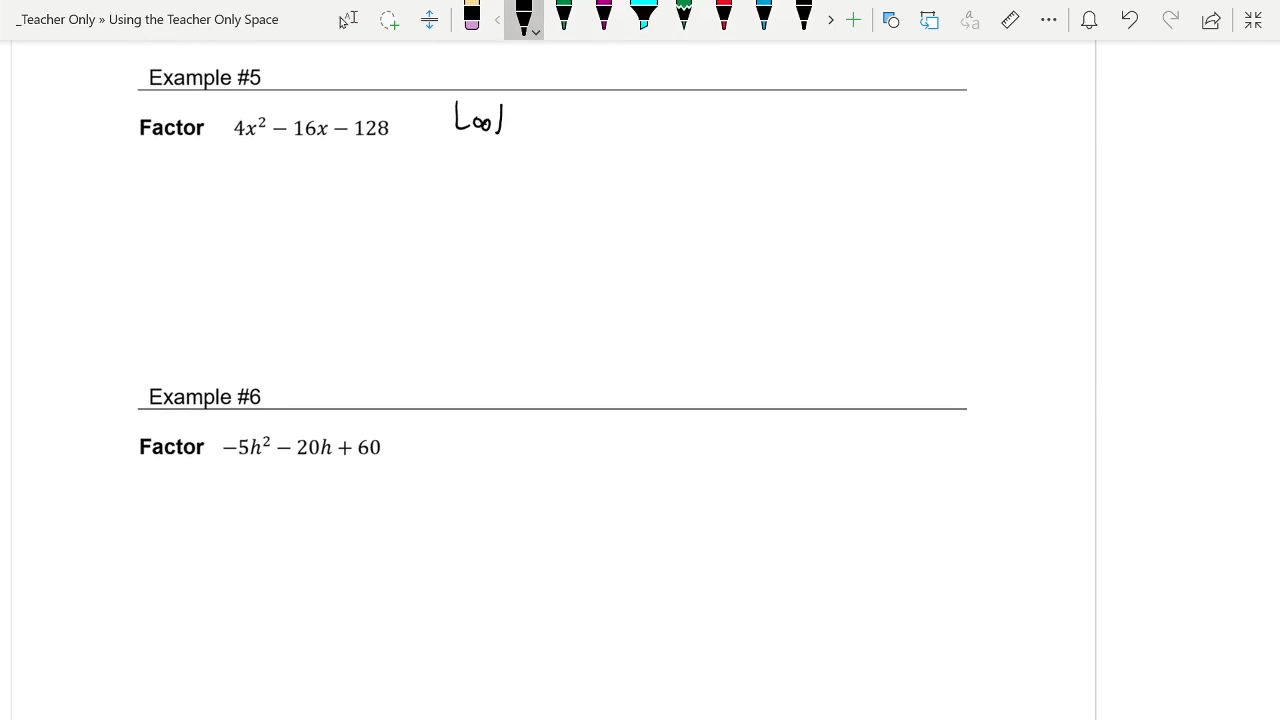 _Teacher Only » Using the Teacher Only Space
Example #5
Factor 4x² − 16x − 128
Example #6
Factor −5h² − 20h + 60